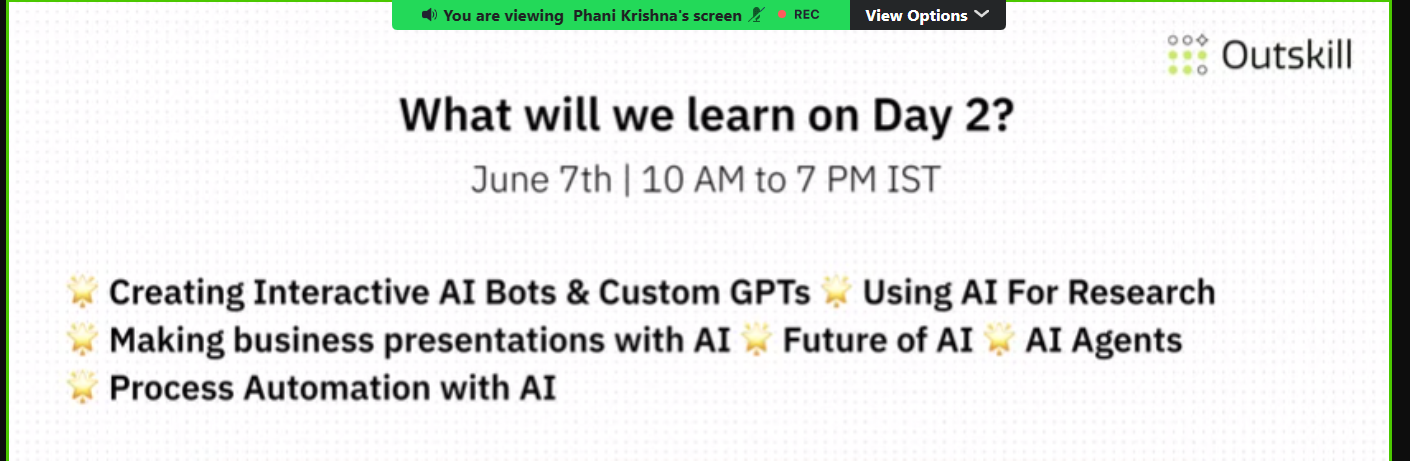 You are viewing Phani Krishna's screen REC View Options
Outskill
What will we learn on Day 2?
June 7th | 10 AM to 7 PM IST
🌟 Creating Interactive AI Bots & Custom GPTs 🌟 Using AI For Research
🌟 Making business presentations with AI 🌟 Future of AI 🌟 AI Agents
🌟 Process Automation with AI